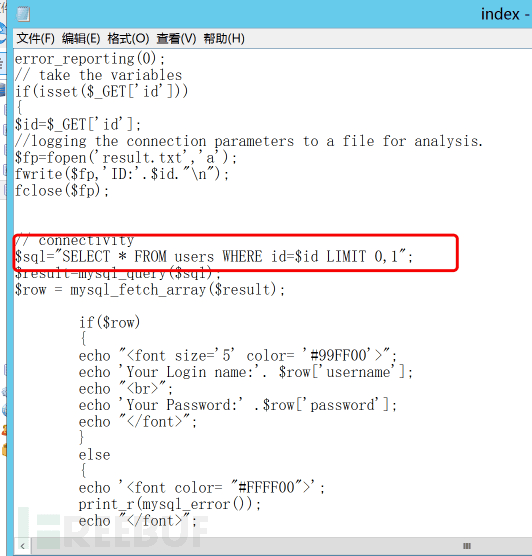 index -
文件(F) 编辑(E) 格式(O) 查看(V) 帮助(H)
error_reporting(0);
// take the variables
if(isset($_GET['id']))
{
$id=$_GET['id'];
//logging the connection parameters to a file for analysis.
$fp=fopen('result.txt','a');
fwrite($fp,'ID:'.$id."\n");
fclose($fp);
// connectivity
$sql="SELECT * FROM users WHERE id=$id LIMIT 0,1";
$result=mysql_query($sql);
$row = mysql_fetch_array($result);
if($row)
{
echo "<font size='5' color= '#99FF00'>";
echo 'Your Login name:'. $row['username'];
echo "<br>";
echo 'Your Password:' .$row['password'];
echo "</font>";
}
else
{
echo '<font color= "#FFFF00">';
print_r(mysql_error());
echo "</font>";
FREEBUF